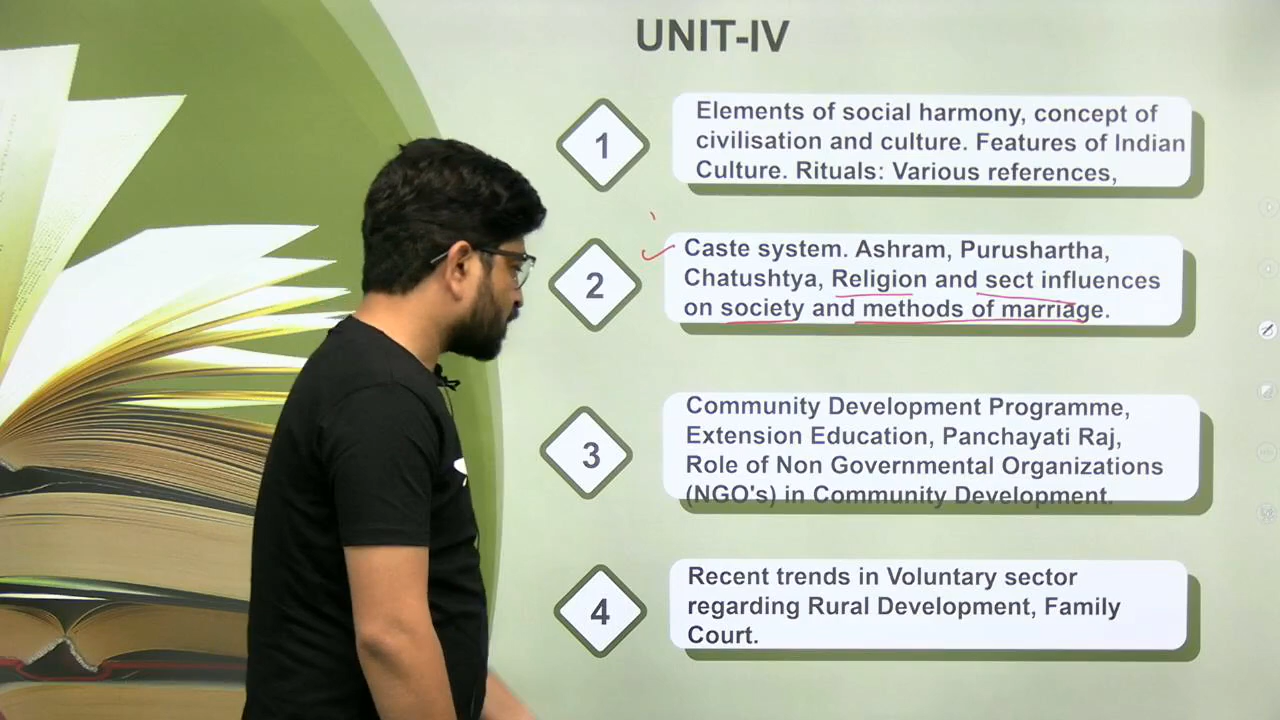 UNIT-IV
1
Elements of social harmony, concept of
civilisation and culture. Features of Indian
Culture. Rituals: Various references,
2
Caste system. Ashram, Purushartha,
Chatushtya, Religion and sect influences
on society and methods of marriage.
3
Community Development Programme,
Extension Education, Panchayati Raj,
Role of Non Governmental Organizations
(NGO's) in Community Development.
4
Recent trends in Voluntary sector
regarding Rural Development, Family
Court.